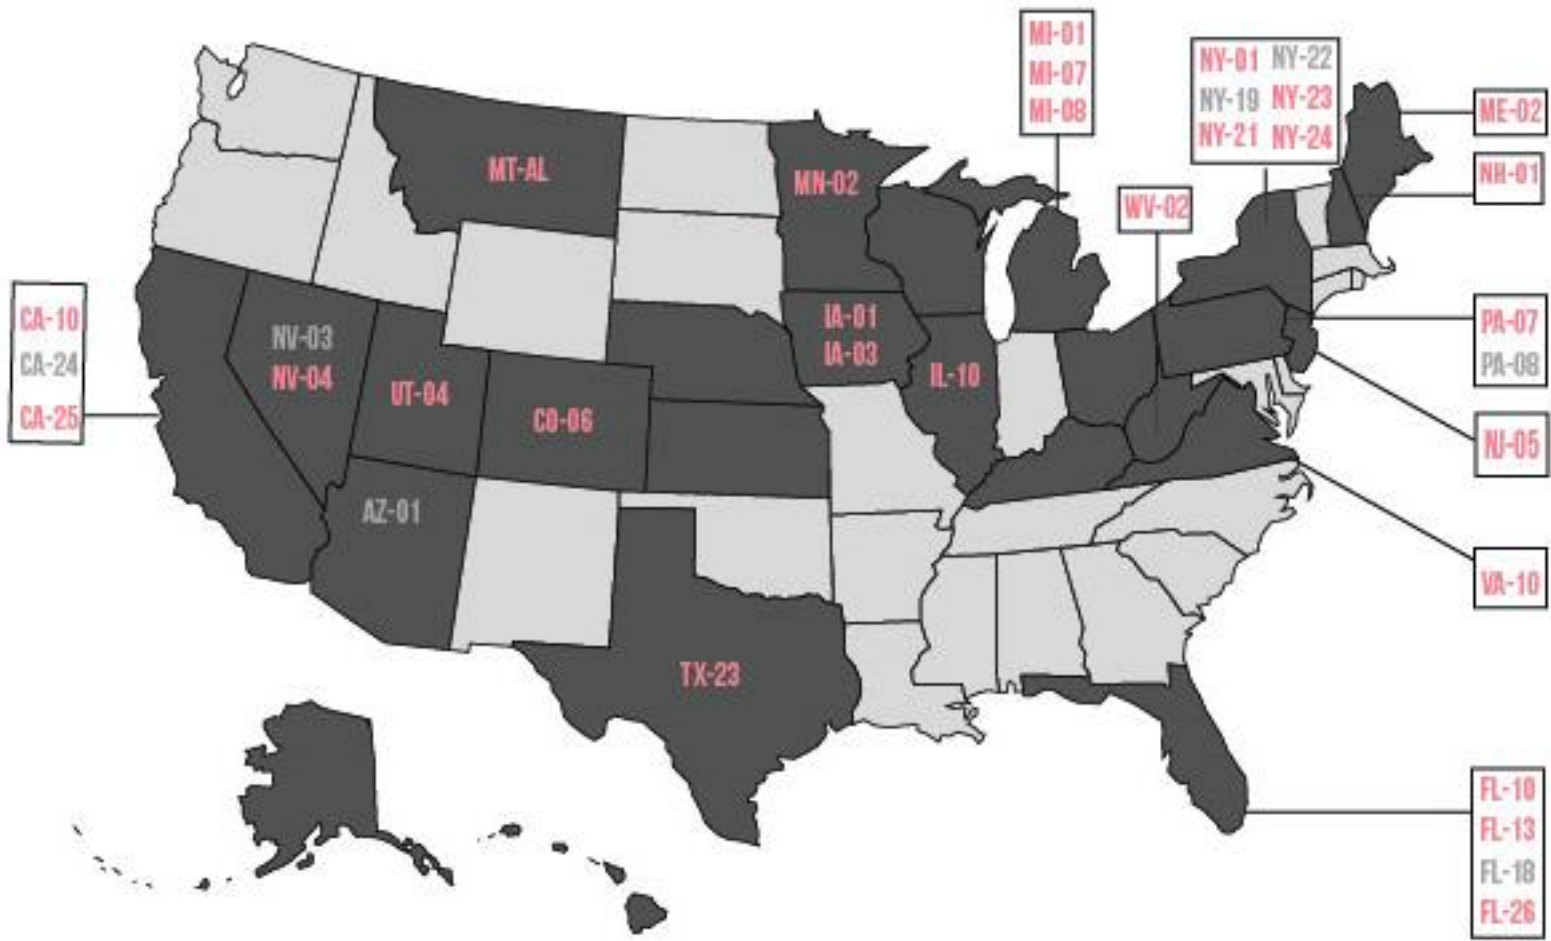 MI-01
MI-07
MI-08
NY-01 NY-22
NY-19 NY-23
NY-21 NY-24
ME-02
NH-01
WV-02
MT-AL
MN-02
CA-10
CA-24
CA-25
NV-03
NV-04
UT-04
CO-06
IA-01
IA-03
IL-10
PA-07
PA-08
NJ-05
AZ-01
VA-10
TX-23
FL-10
FL-13
FL-18
FL-26